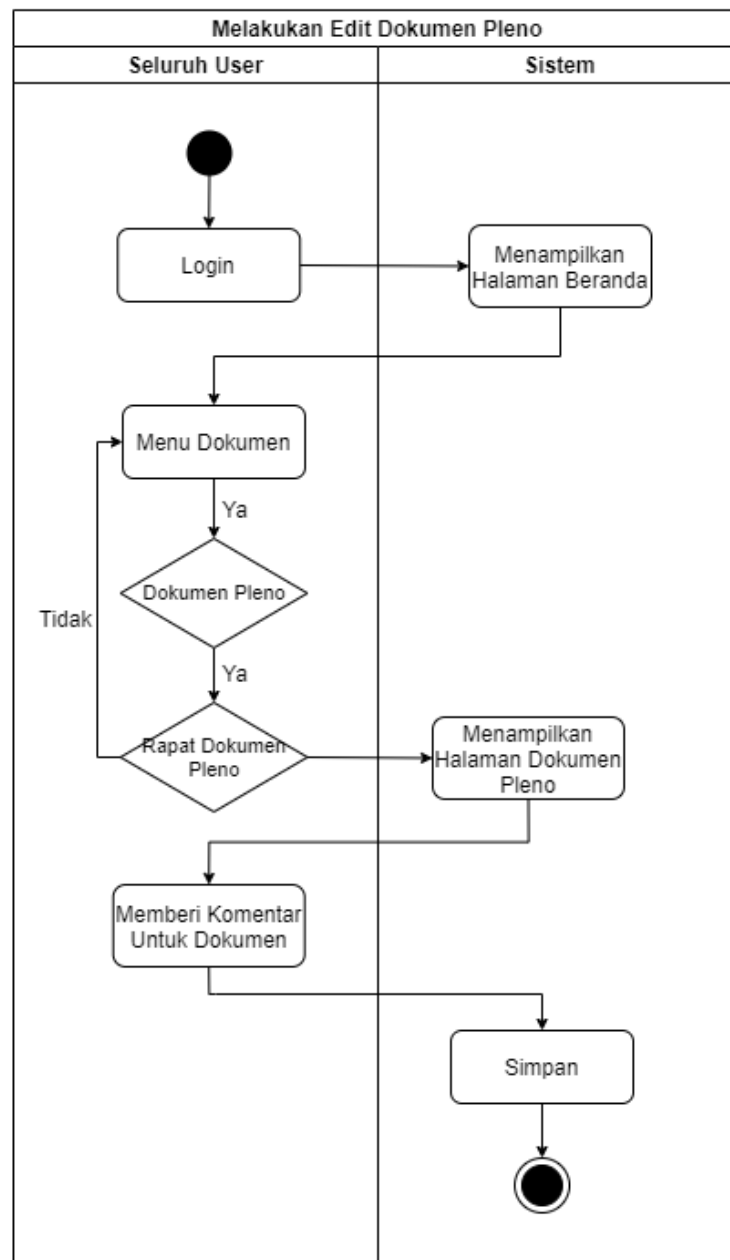 Melakukan Edit Dokumen Pleno
Seluruh User
Sistem
Login
Menampilkan
Halaman Beranda
Menu Dokumen
Ya
Dokumen Pleno
Tidak
Ya
Rapat Dokumen
Pleno
Menampilkan
Halaman Dokumen
Pleno
Memberi Komentar
Untuk Dokumen
Simpan